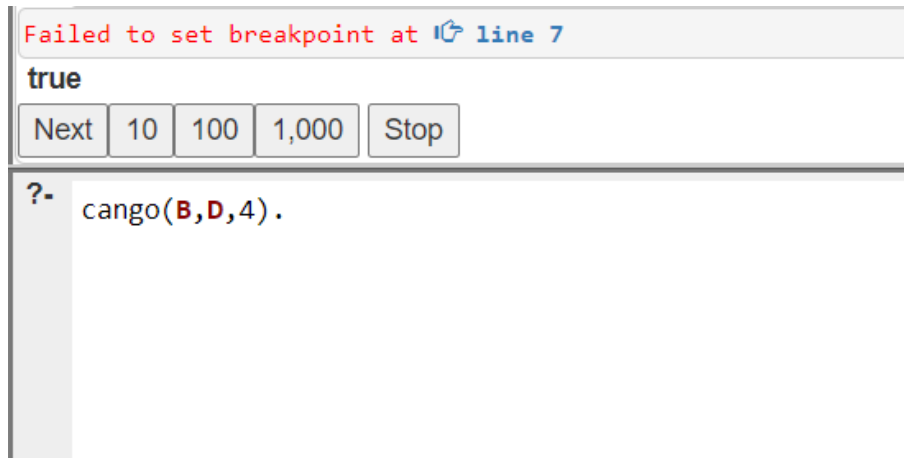 Failed to set breakpoint at line 7
true
Next 10 100 1,000 Stop
?- cango(B,D,4).